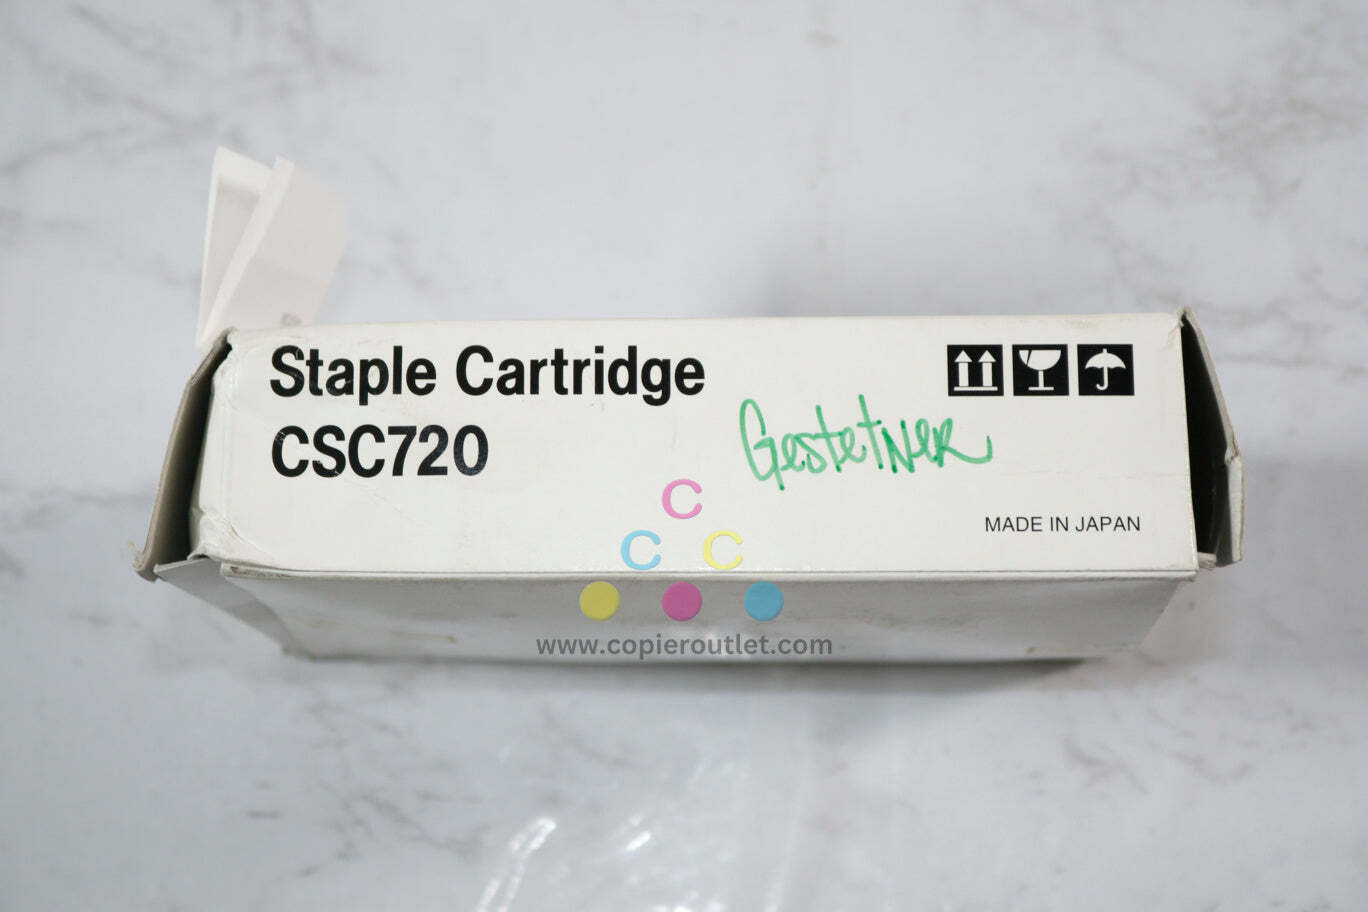 Staple Cartridge
CSC720
Gestetner
MADE IN JAPAN
C
C C
www.copieroutlet.com